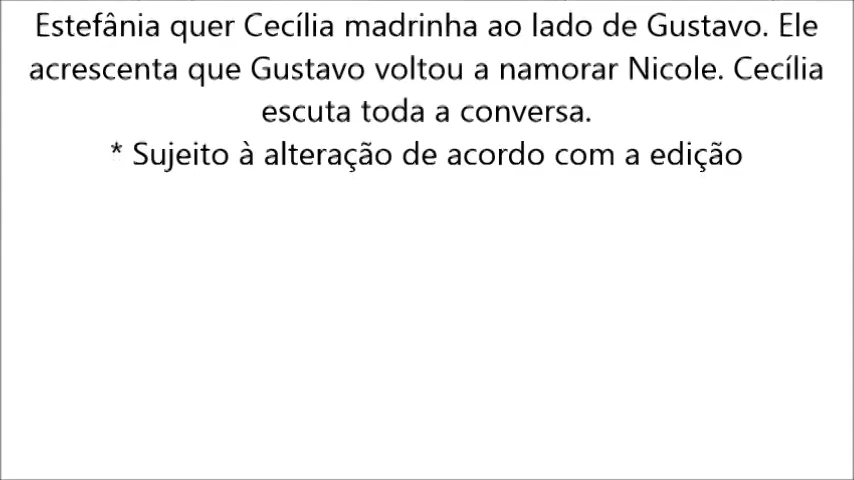 Estefânia quer Cecília madrinha ao lado de Gustavo. Ele
acrescenta que Gustavo voltou a namorar Nicole. Cecília
escuta toda a conversa.
* Sujeito à alteração de acordo com a edição